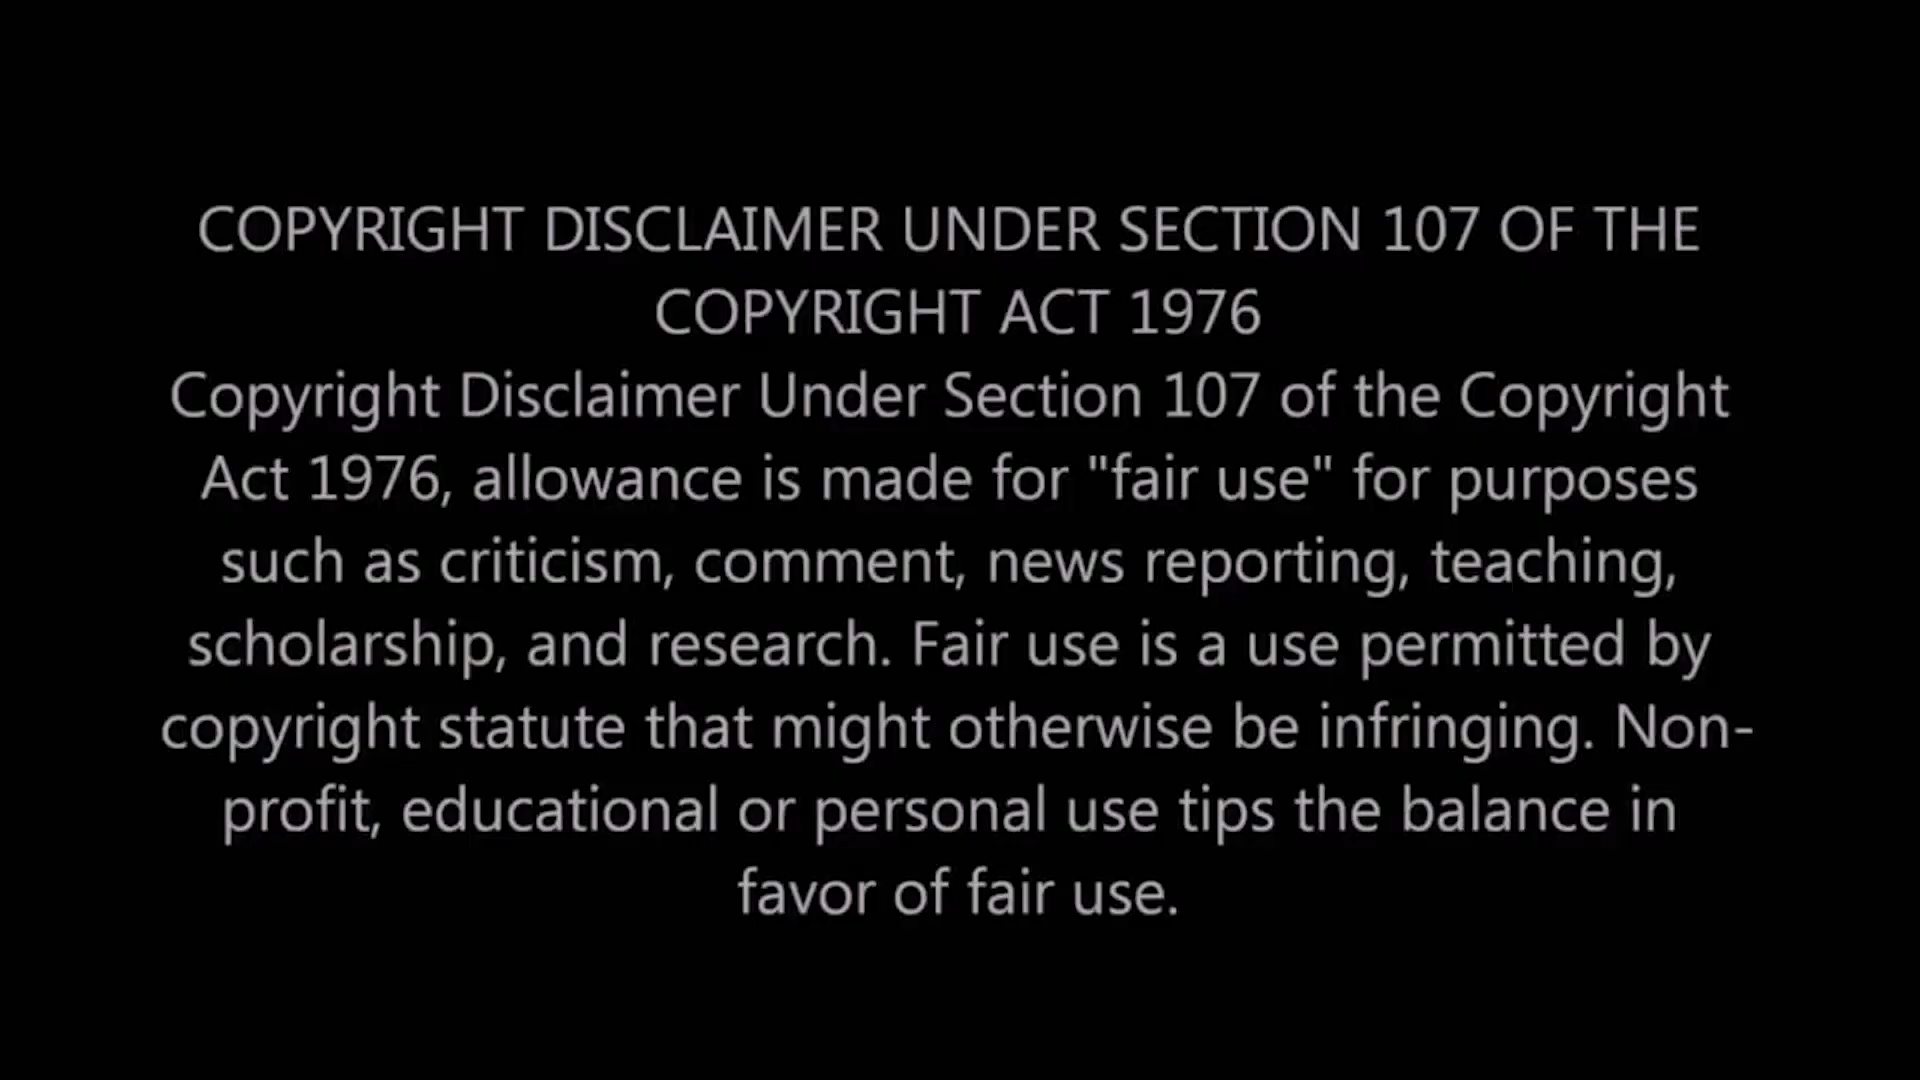 COPYRIGHT DISCLAIMER UNDER SECTION 107 OF THE
COPYRIGHT ACT 1976
Copyright Disclaimer Under Section 107 of the Copyright
Act 1976, allowance is made for "fair use" for purposes
such as criticism, comment, news reporting, teaching,
scholarship, and research. Fair use is a use permitted by
copyright statute that might otherwise be infringing. Non-
profit, educational or personal use tips the balance in
favor of fair use.